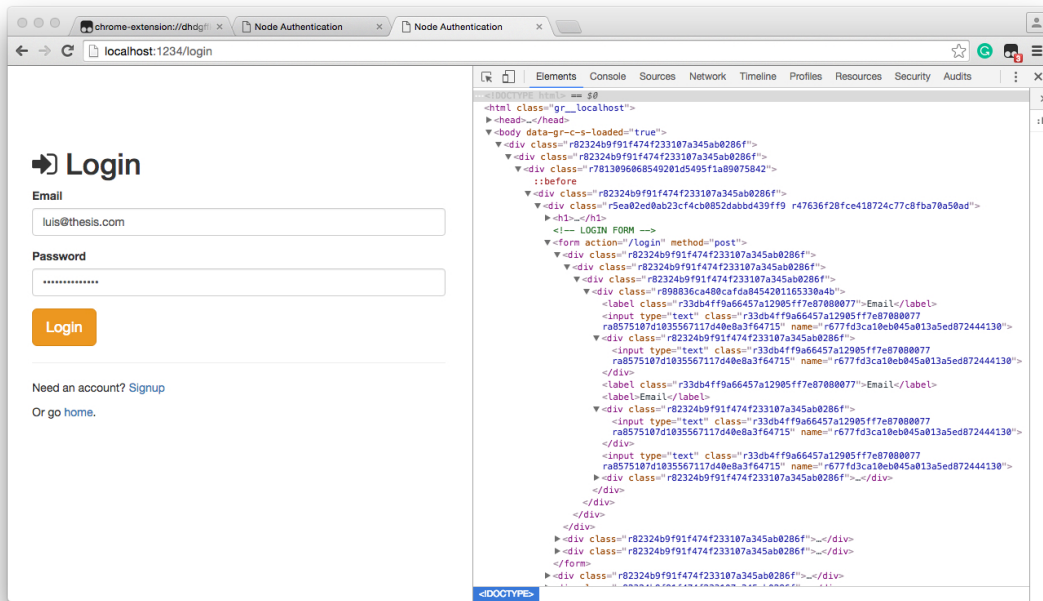 chrome-extension://dhdgf
Node Authentication
Node Authentication
localhost:1234/login
3
Login
Email
luis@thesis.com
Password
Login
Need an account? Signup
Or go home.
Elements Console Sources Network Timeline Profiles Resources Security Audits
<!DOCTYPE html> == $0
<html class="gr__localhost">
<head>…</head>
<body data-gr-c-s-loaded="true">
<div class="r82324b9f91f474f233107a345ab0286f">
<div class="r82324b9f91f474f233107a345ab0286f">
<div class="r7813096068549201d5495f1a89075842">
::before
<div class="r82324b9f91f474f233107a345ab0286f">
<div class="r5ea02ed0ab23cf4cb0852dabbd439ff9 r47636f28fce418724c77c8fba70a50ad">
<h1>…</h1>
<!-- LOGIN FORM -->
<form action="/login" method="post">
<div class="r82324b9f91f474f233107a345ab0286f">
<div class="r82324b9f91f474f233107a345ab0286f">
<div class="r82324b9f91f474f233107a345ab0286f">
<div class="r898836ca480cafda8454201165330a4b">
<label class="r33db4ff9a66457a12905ff7e87080077">Email</label>
<input type="text" class="r33db4ff9a66457a12905ff7e87080077
ra8575107d1035567117d40e8a3f64715" name="r677fd3ca10eb045a013a5ed872444130">
<div class="r82324b9f91f474f233107a345ab0286f">
<input type="text" class="r33db4ff9a66457a12905ff7e87080077
ra8575107d1035567117d40e8a3f64715" name="r677fd3ca10eb045a013a5ed872444130">
</div>
<label class="r33db4ff9a66457a12905ff7e87080077">Email</label>
<label>Email</label>
<div class="r82324b9f91f474f233107a345ab0286f">
<input type="text" class="r33db4ff9a66457a12905ff7e87080077
ra8575107d1035567117d40e8a3f64715" name="r677fd3ca10eb045a013a5ed872444130">
</div>
<input type="text" class="r33db4ff9a66457a12905ff7e87080077
ra8575107d1035567117d40e8a3f64715" name="r677fd3ca10eb045a013a5ed872444130">
<div class="r82324b9f91f474f233107a345ab0286f">…</div>
</div>
</div>
</div>
</div>
<div class="r82324b9f91f474f233107a345ab0286f">…</div>
<div class="r82324b9f91f474f233107a345ab0286f">…</div>
</form>
<div class="r82324b9f91f474f233107a345ab0286f">…</div>
<!DOCTYPE>